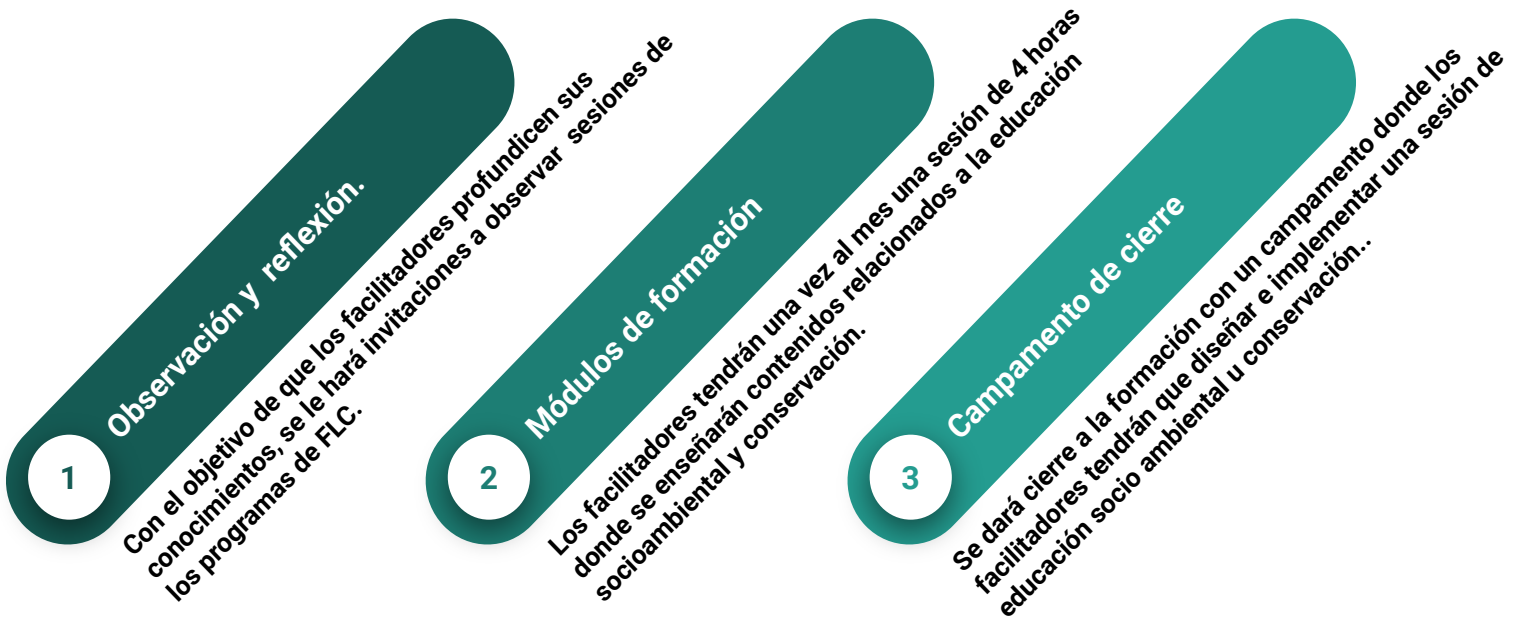 1
Observación y reflexión.
Con el objetivo de que los facilitadores profundicen sus
conocimientos, se le hará invitaciones a observar sesiones de
los programas de FLC.
2
Módulos de formación
Los facilitadores tendrán una vez al mes una sesión de 4 horas
donde se enseñarán contenidos relacionados a la educación
socioambiental y conservación.
3
Campamento de cierre
Se dará cierre a la formación con un campamento donde los
facilitadores tendrán que diseñar e implementar una sesión de
educación socio ambiental u conservación..